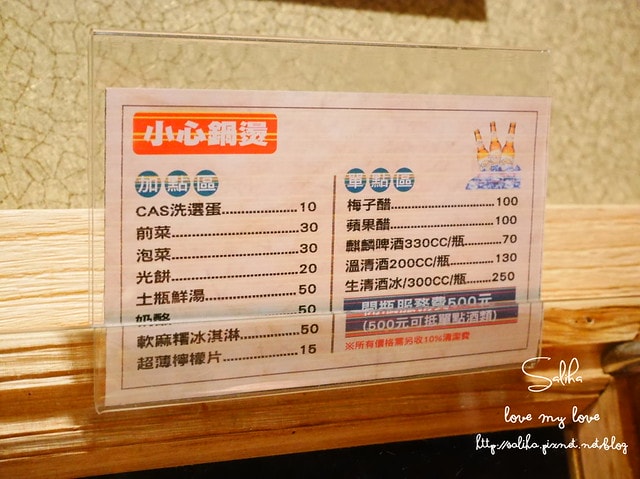 小心鍋燙
加點區
CAS洗選蛋 10
前菜 30
泡菜 30
光餅 20
土瓶鮮湯 50
奶酪 50
軟麻糬冰淇淋 50
超薄檸檬片 15
單點區
梅子醋 100
蘋果醋 100
麒麟啤酒330CC/瓶 70
溫清酒200CC/瓶 130
生清酒冰/300CC/瓶 250
開瓶服務費500元
(500元可抵單點酒類)
※所有價格需另收10%清潔費
Saliha
love my love
http://saliha.pixnet.net/blog